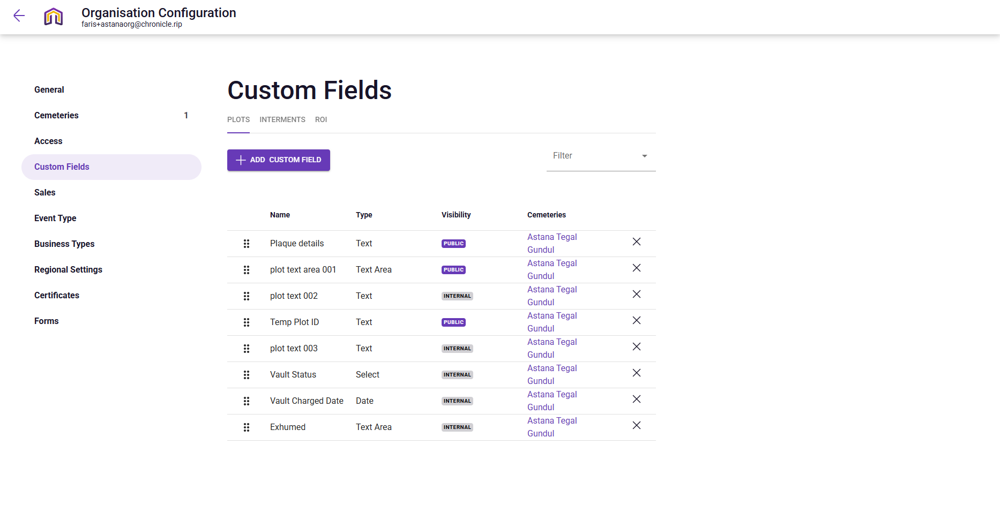 Organisation Configuration
faris+astanaorg@chronicle.rip
General
Cemeteries 1
Access
Custom Fields
Sales
Event Type
Business Types
Regional Settings
Certificates
Forms
Custom Fields
PLOTS INTERMENTS ROI
ADD CUSTOM FIELD
Filter
Name Type Visibility Cemeteries
Plaque details Text PUBLIC Astana Tegal
Gundul
plot text area 001 Text Area PUBLIC Astana Tegal
Gundul
plot text 002 Text INTERNAL Astana Tegal
Gundul
Temp Plot ID Text PUBLIC Astana Tegal
Gundul
plot text 003 Text INTERNAL Astana Tegal
Gundul
Vault Status Select INTERNAL Astana Tegal
Gundul
Vault Charged Date Date INTERNAL Astana Tegal
Gundul
Exhumed Text Area INTERNAL Astana Tegal
Gundul